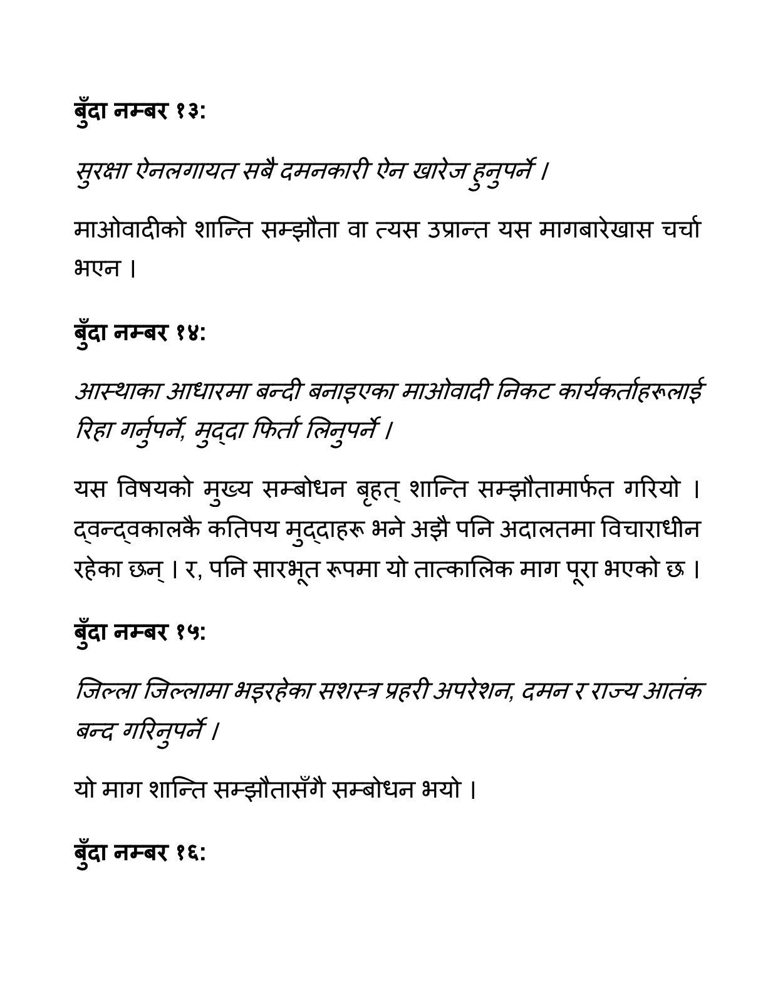 बुँदा नम्बर १३:
सुरक्षा ऐनलगायत सबै दमनकारी ऐन खारेज हुनुपर्ने ।
माओवादीको शान्ति सम्झौता वा त्यस उप्रान्त यस मागबारेखास चर्चा
भएन ।
बुँदा नम्बर १४:
आस्थाका आधारमा बन्दी बनाइएका माओवादी निकट कार्यकर्ताहरूलाई
रिहा गर्नुपर्ने, मुद्दा फिर्ता लिनुपर्ने ।
यस विषयको मुख्य सम्बोधन बृहत् शान्ति सम्झौतामार्फत गरियो ।
द्वन्द्वकालकै कतिपय मुद्दाहरू भने अझै पनि अदालतमा विचाराधीन
रहेका छन् । र, पनि सारभूत रूपमा यो तात्कालिक माग पूरा भएको छ ।
बुँदा नम्बर १५:
जिल्ला जिल्लामा भइरहेका सशस्त्र प्रहरी अपरेशन, दमन र राज्य आतंक
बन्द गरिनुपर्ने ।
यो माग शान्ति सम्झौतासँगै सम्बोधन भयो ।
बुँदा नम्बर १६: